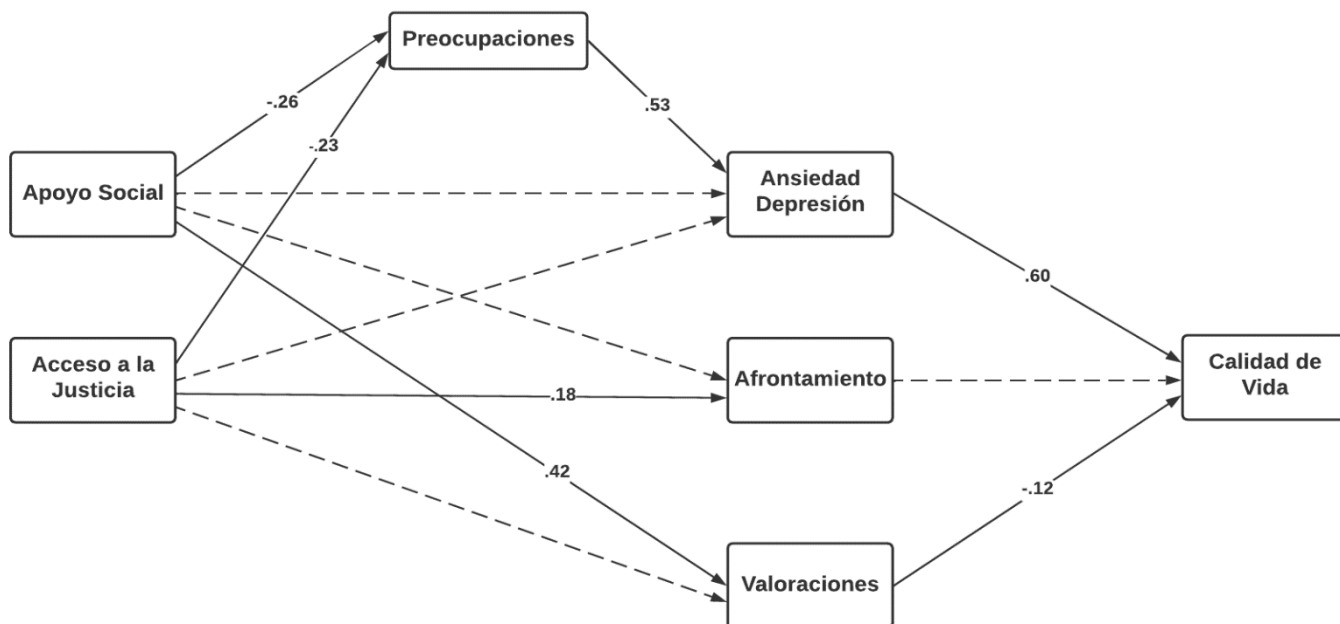 Preocupaciones
-.26
.53
-.23
Apoyo Social
Ansiedad
Depresión
.60
Acceso a la
Justicia
.18
Afrontamiento
Calidad de
Vida
.42
-.12
Valoraciones